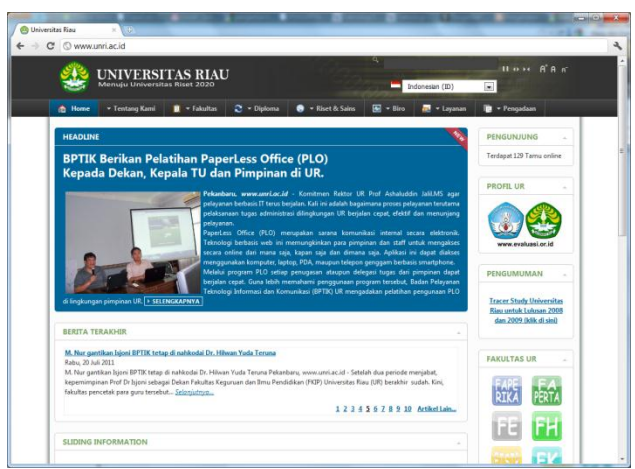 Universitas Riau
www.unri.ac.id
UNIVERSITAS RIAU
Menuju Universitas Riset 2020
Indonesian (ID)
Home
Tentang Kami
Fakultas
Diploma
Riset & Sains
Biro
Layanan
Pengadaan
HEADLINE
NEW
BPTIK Berikan Pelatihan PaperLess Office (PLO)
Kepada Dekan, Kepala TU dan Pimpinan di UR.
Pekanbaru, www.unri.ac.id - Komitmen Rektor UR Prof Ashaluddin Jalil,MS agar
pelayanan berbasis IT terus berjalan. Kali ini adalah bagaimana proses pelayanan terutama
pelaksanaan tugas administrasi dilingkungan UR berjalan cepat, efektif dan menunjang
pelayanan.
PaperLess Office (PLO) merupakan sarana komunikasi internal secara elektronik.
Teknologi berbasis web ini memungkinkan para pimpinan dan staff untuk mengakses
secara online dari mana saja, kapan saja dan dimana saja. Aplikasi ini dapat diakses
menggunakan komputer, laptop, PDA, maupun telepon genggam berbasis smartphone.
Melalui program PLO setiap penugasan ataupun delegasi tugas dari pimpinan dapat
berjalan cepat. Guna lebih memahami penggunaan program tersebut, Badan Pelayanan
Teknologi Informasi dan Komunikasi (BPTIK) UR mengadakan pelatihan pengunaan PLO
di lingkungan pimpinan UR. SELENGKAPNYA
BERITA TERAKHIR
M. Nur gantikan Isjoni BPTIK tetap di nahkodai Dr. Hilwan Yuda Teruna
Rabu, 20 Juli 2011
M. Nur gantikan Isjoni BPTIK tetap di nahkodai Dr. Hilwan Yuda Teruna Pekanbaru, www.unri.ac.id - Setelah dua periode menjabat,
kepemimpinan Prof Dr Isjoni sebagai Dekan Fakultas Keguruan dan Ilmu Pendidikan (FKIP) Universitas Riau (UR) berakhir sudah. Kini,
fakultas pencetak para guru tersebut... Selanjutnya...
1 2 3 4 5 6 7 8 9 10 Artikel Lain...
SLIDING INFORMATION
PENGUNJUNG
Terdapat 129 Tamu online
PROFIL UR
www.evaluasi.or.id
PENGUMUMAN
Tracer Study Universitas
Riau untuk Lulusan 2008
dan 2009 (klik di sini)
FAKULTAS UR
FAPE
RIKA
FA
PERTA
FE
FH
FK